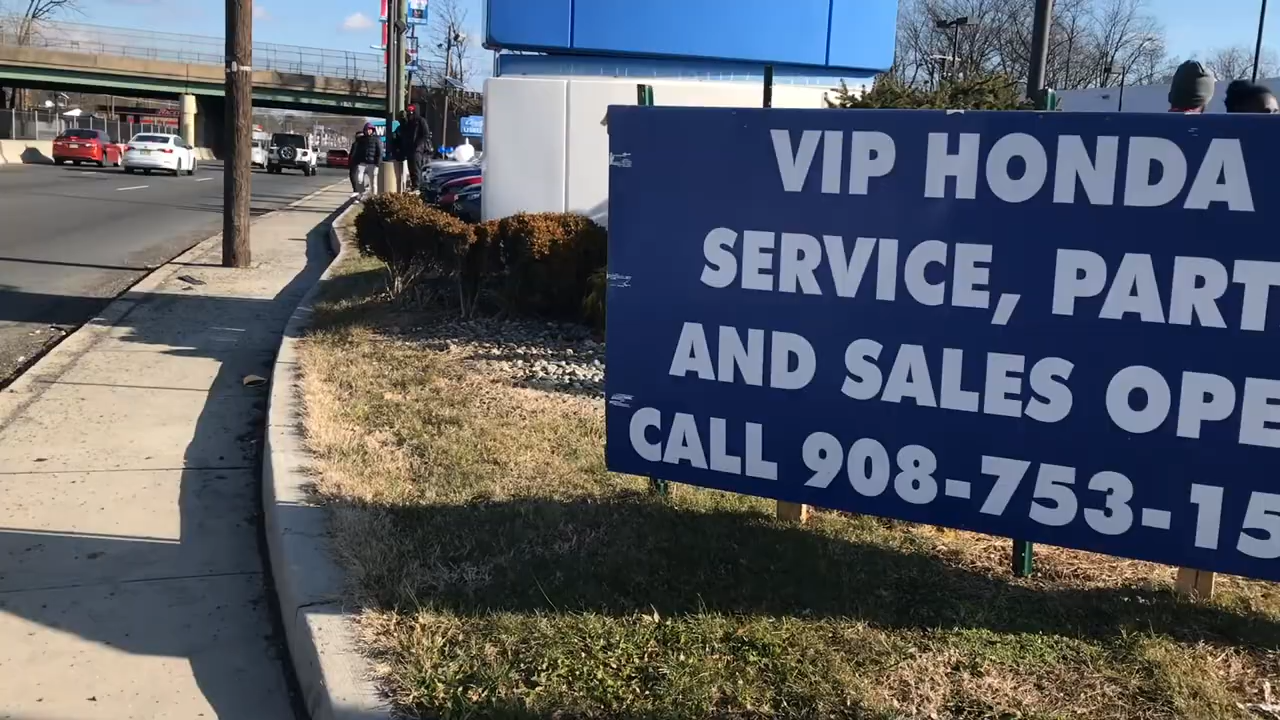 VIP HONDA
SERVICE, PART
AND SALES OPE
CALL 908-753-15